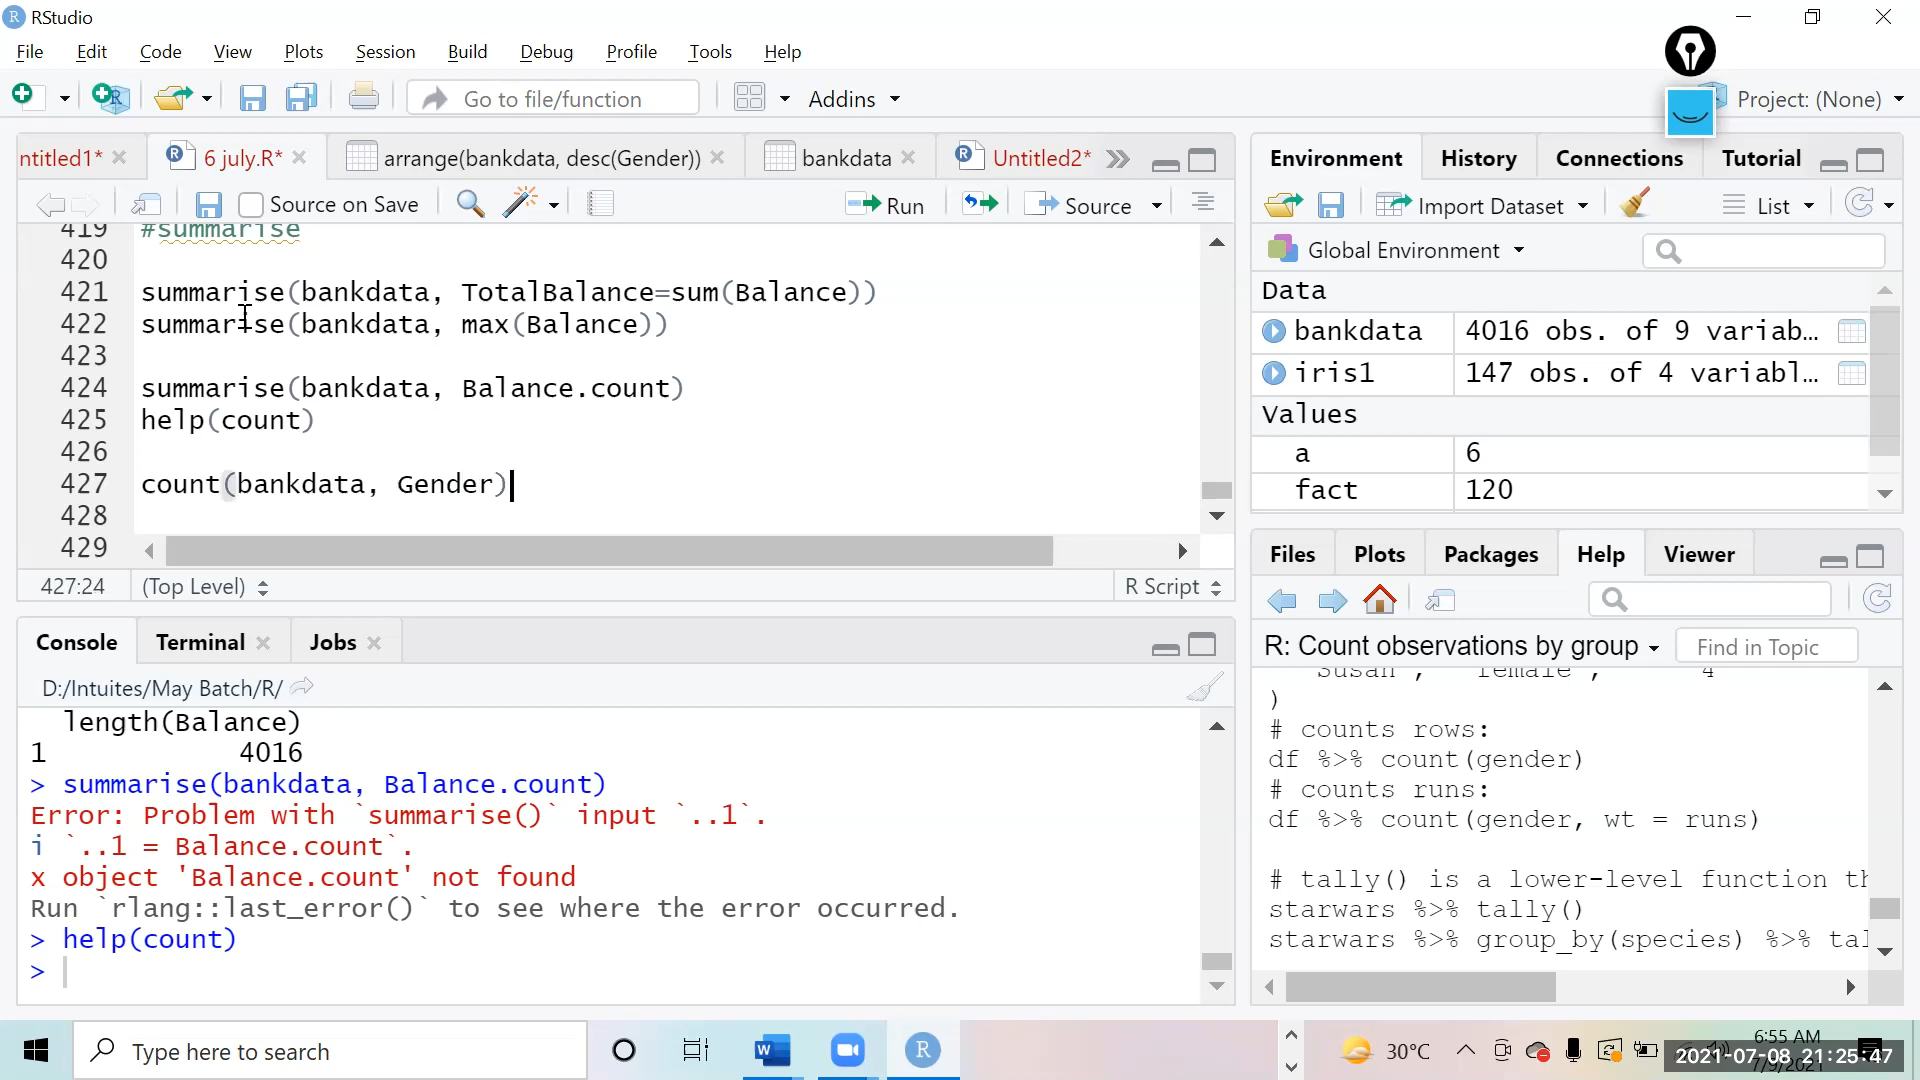 RStudio
File Edit Code View Plots Session Build Debug Profile Tools Help
Go to file/function Addins Project: (None)
ntitled1* 6 july.R* arrange(bankdata, desc(Gender)) bankdata Untitled2*
Source on Save Run Source
419 #summarise
420
421 summarise(bankdata, TotalBalance=sum(Balance))
422 summarise(bankdata, max(Balance))
423
424 summarise(bankdata, Balance.count)
425 help(count)
426
427 count(bankdata, Gender)
428
429
427:24 (Top Level) R Script
Console Terminal Jobs
D:/Intuites/May Batch/R/
length(Balance)
1 4016
> summarise(bankdata, Balance.count)
Error: Problem with `summarise()` input `..1`.
i `..1 = Balance.count`.
x object 'Balance.count' not found
Run `rlang::last_error()` to see where the error occurred.
> help(count)
>
Environment History Connections Tutorial
Import Dataset List
Global Environment
Data
bankdata 4016 obs. of 9 variab…
iris1 147 obs. of 4 variabl…
Values
a 6
fact 120
Files Plots Packages Help Viewer
R: Count observations by group Find in Topic
"Susan", "female", 4
)
# counts rows:
df %>% count(gender)
# counts runs:
df %>% count(gender, wt = runs)
# tally() is a lower-level function th
starwars %>% tally()
starwars %>% group_by(species) %>% tal
Type here to search
30°C
6:55 AM
7/9/2021
2021-07-08 21:25:47